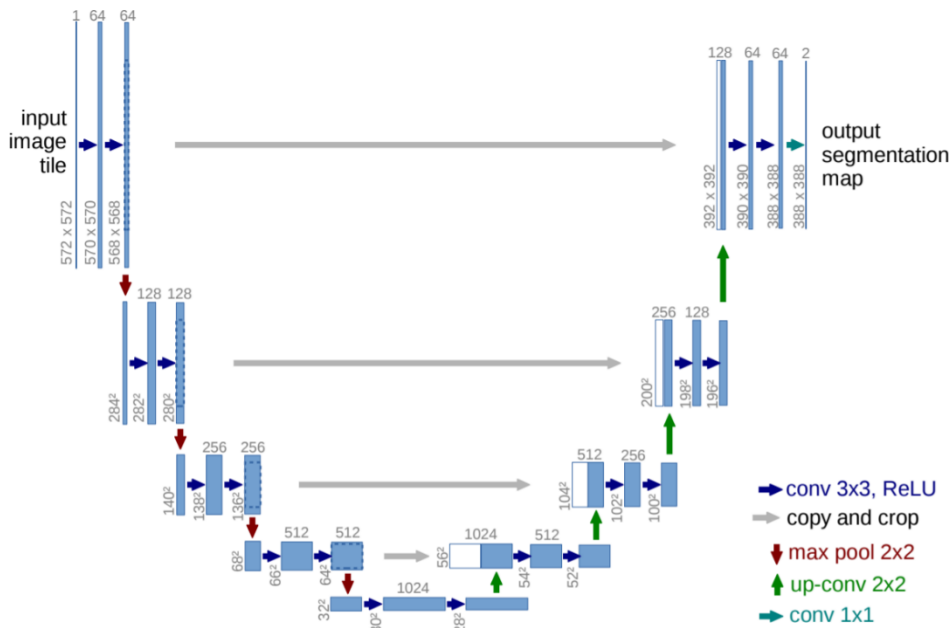 1
64
64
input
image
tile
572 x 572
570 x 570
568 x 568
128
64
64
2
output
segmentation
map
392 x 392
390 x 390
388 x 388
388 x 388
128
128
284²
282²
280²
256
128
200²
198²
196²
256
256
140²
138²
136²
512
256
104²
102²
100²
512
512
68²
66²
64²
1024
512
56²
54²
52²
1024
32²
conv 3x3, ReLU
copy and crop
max pool 2x2
up-conv 2x2
conv 1x1